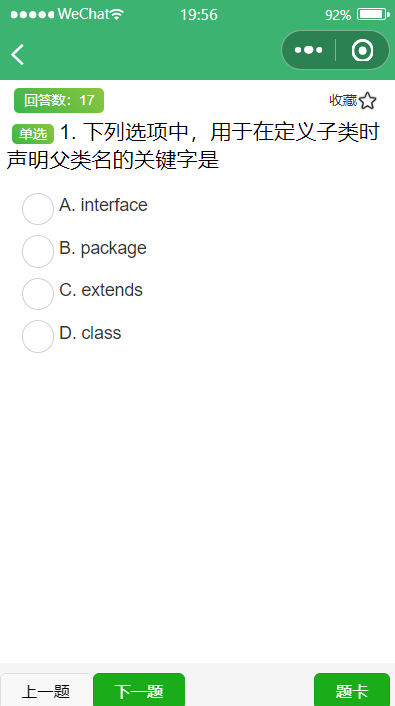 ●●●●● WeChat 19:56 92%
回答数：17 收藏
单选 1. 下列选项中，用于在定义子类时
声明父类名的关键字是
A. interface
B. package
C. extends
D. class
上一题 下一题 题卡